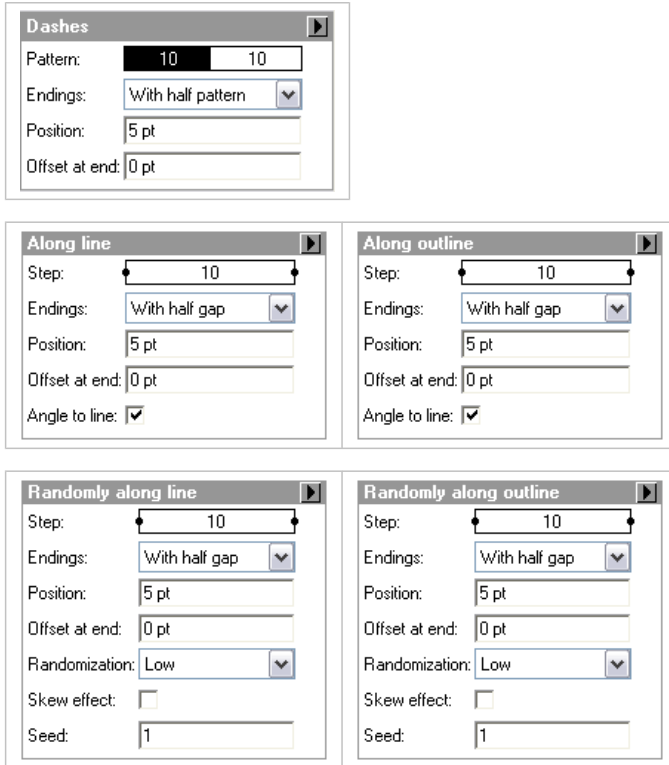 Dashes
Pattern: 10 10
Endings: With half pattern
Position: 5 pt
Offset at end: 0 pt
Along line
Step: 10
Endings: With half gap
Position: 5 pt
Offset at end: 0 pt
Angle to line:
Along outline
Step: 10
Endings: With half gap
Position: 5 pt
Offset at end: 0 pt
Angle to line:
Randomly along line
Step: 10
Endings: With half gap
Position: 5 pt
Offset at end: 0 pt
Randomization: Low
Skew effect:
Seed: 1
Randomly along outline
Step: 10
Endings: With half gap
Position: 5 pt
Offset at end: 0 pt
Randomization: Low
Skew effect:
Seed: 1